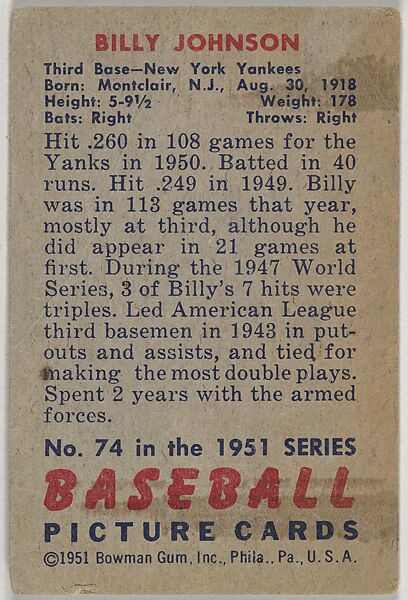 BILLY JOHNSON
Third Base—New York Yankees
Born: Montclair, N.J., Aug. 30, 1918
Height: 5-9½ Weight: 178
Bats: Right Throws: Right
Hit .260 in 108 games for the
Yanks in 1950. Batted in 40
runs. Hit .249 in 1949. Billy
was in 113 games that year,
mostly at third, although he
did appear in 21 games at
first. During the 1947 World
Series, 3 of Billy's 7 hits were
triples. Led American League
third basemen in 1943 in put-
outs and assists, and tied for
making the most double plays.
Spent 2 years with the armed
forces.
No. 74 in the 1951 SERIES
BASEBALL
PICTURE CARDS
©1951 Bowman Gum, Inc., Phila., Pa., U.S.A.